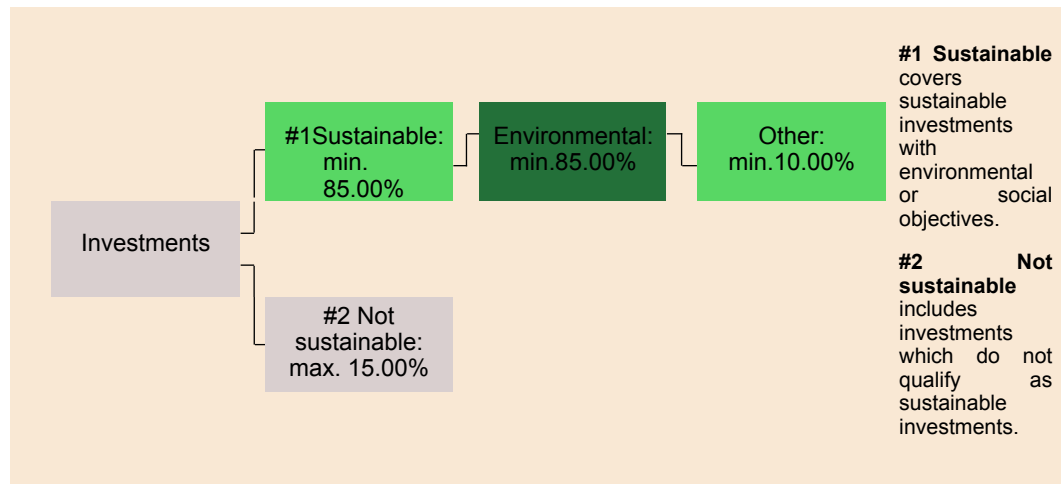 #1Sustainable:
min.
85.00%
Environmental:
min.85.00%
Other:
min.10.00%
Investments
#2 Not
sustainable:
max. 15.00%
#1 Sustainable
covers
sustainable
investments
with
environmental
or social
objectives.
#2 Not
sustainable
includes
investments
which do not
qualify as
sustainable
investments.